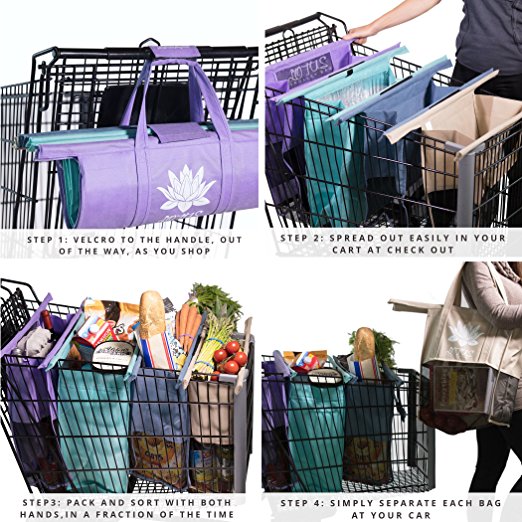 STEP 1: VELCRO TO THE HANDLE, OUT
OF THE WAY, AS YOU SHOP
STEP 2: SPREAD OUT EASILY IN YOUR
CART AT CHECK OUT
STEP3: PACK AND SORT WITH BOTH
HANDS,IN A FRACTION OF THE TIME
STEP 4: SIMPLY SEPARATE EACH BAG
AT YOUR CAR